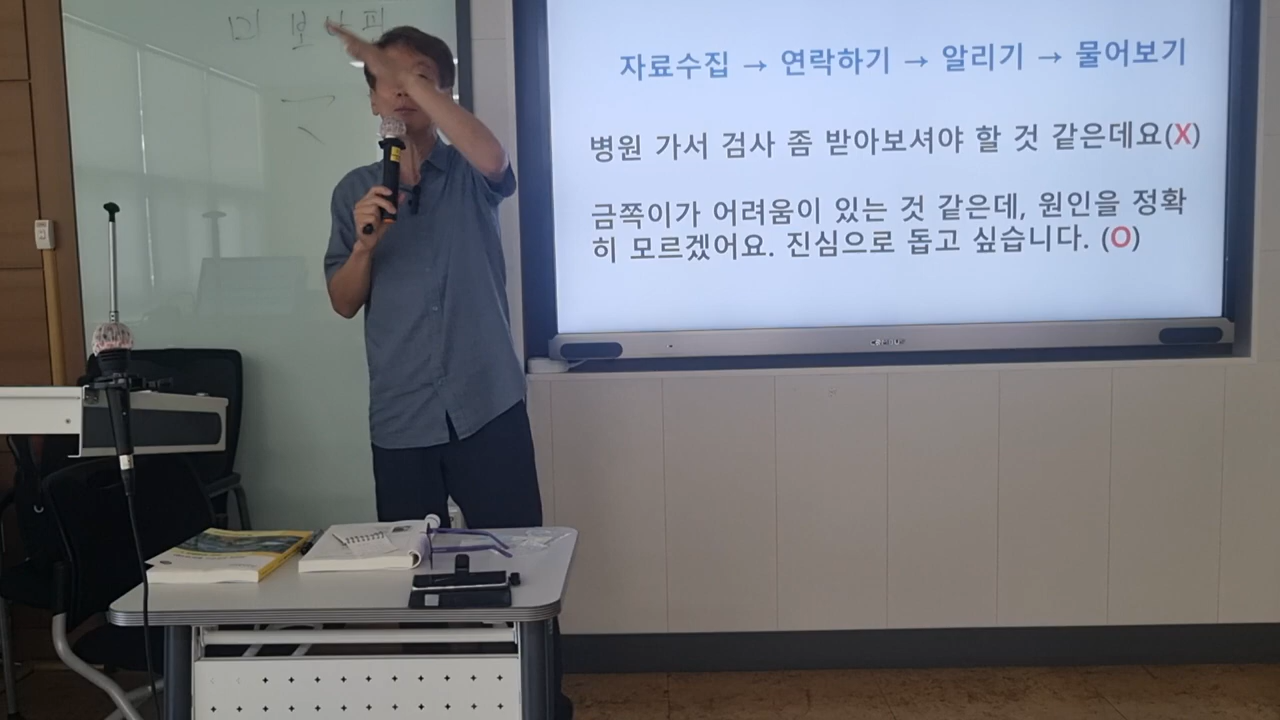 미 보 피
자료수집 → 연락하기 → 알리기 → 물어보기
병원 가서 검사 좀 받아보셔야 할 것 같은데요(X)
금쪽이가 어려움이 있는 것 같은데, 원인을 정확
히 모르겠어요. 진심으로 돕고 싶습니다. (O)